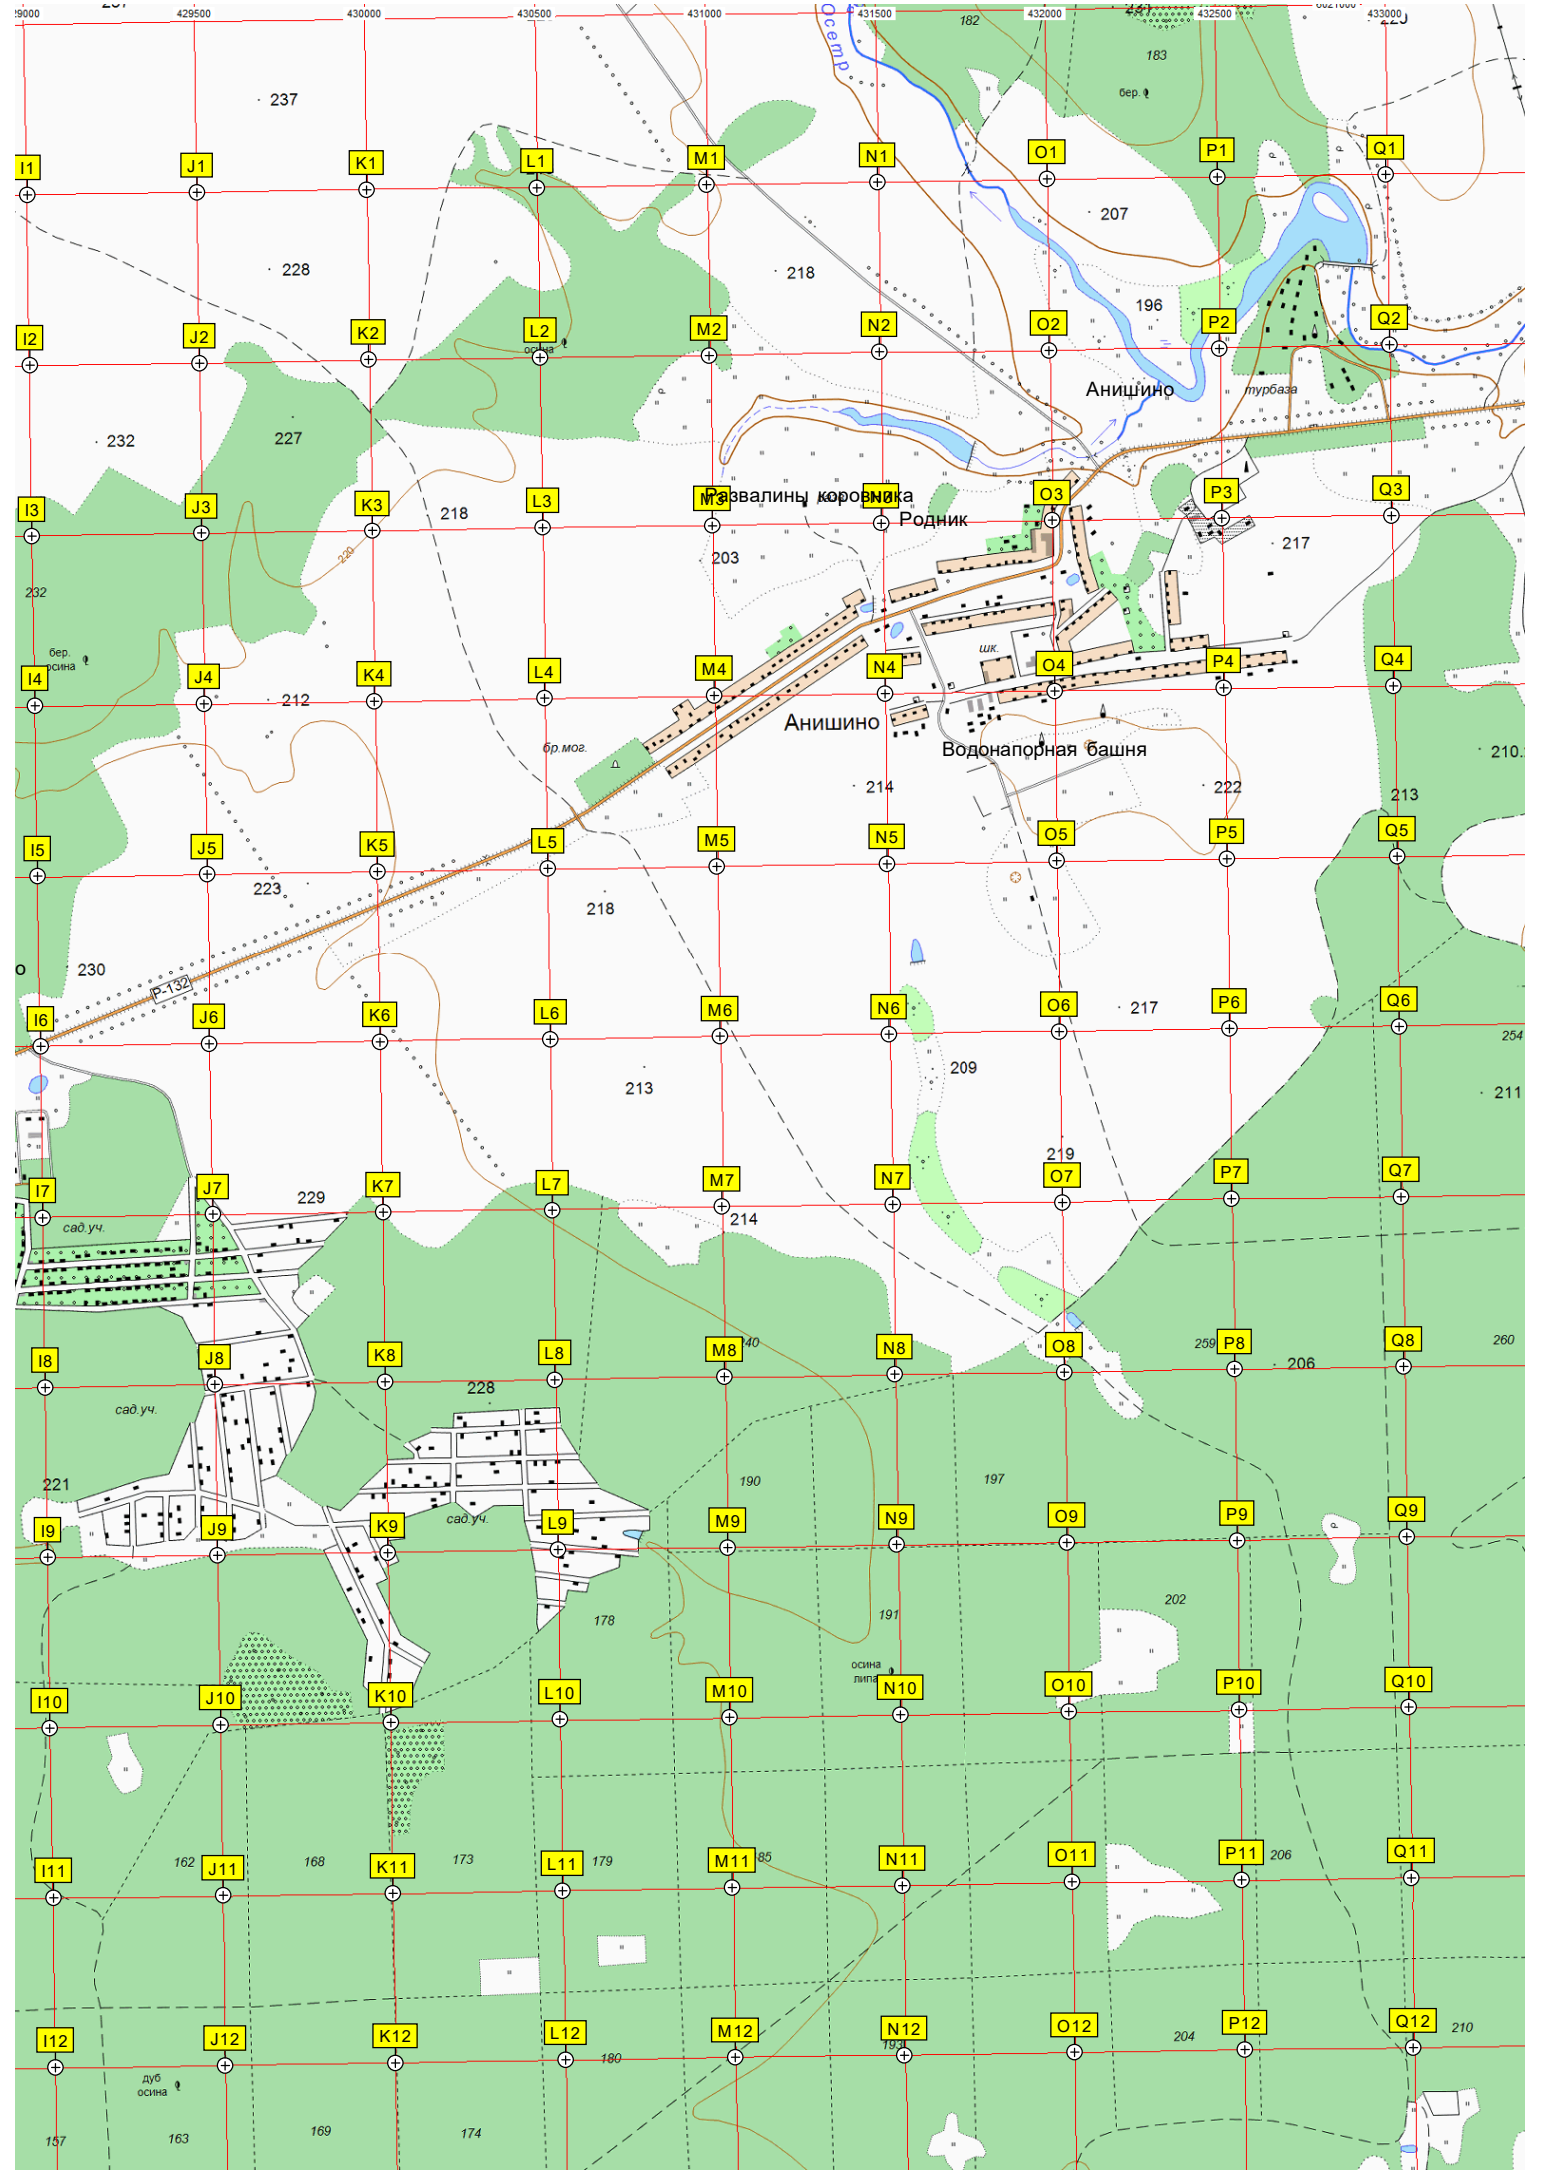 29000 429500 430000 430500 431000 431500 432000 432500 433000
Осетр
182
183
бер.
237
I1 J1 K1 L1 M1 N1 O1 P1 Q1
207
228
218
196
I2 J2 K2 L2 M2 N2 O2 P2 Q2
осина
Анишино
турбаза
232
227
I3 J3 K3 L3 M3 O3 P3 Q3
Развалины коровника
218
Родник
203
220
217
232
бер.
осина
шк.
I4 J4 K4 L4 M4 N4 O4 P4 Q4
212
Анишино
бр.мог.
Водонапорная башня
210.
214
222
213
I5 J5 K5 L5 M5 N5 O5 P5 Q5
223
218
о
230
Р-132
I6 J6 K6 L6 M6 N6 O6 P6 Q6
217
254
209
213
211
219
I7 J7 K7 L7 M7 N7 O7 P7 Q7
229
214
сад.уч.
I8 J8 K8 L8 M8 N8 O8 P8 Q8
240
259
206
260
228
сад.уч.
221
190
197
сад.уч.
I9 J9 K9 L9 M9 N9 O9 P9 Q9
202
178
191
осина
липа
I10 J10 K10 L10 M10 N10 O10 P10 Q10
I11 J11 K11 L11 M11 N11 O11 P11 Q11
162
168
173
179
85
206
I12 J12 K12 L12 M12 N12 O12 P12 Q12
193
204
210
180
дуб
осина
157
163
169
174